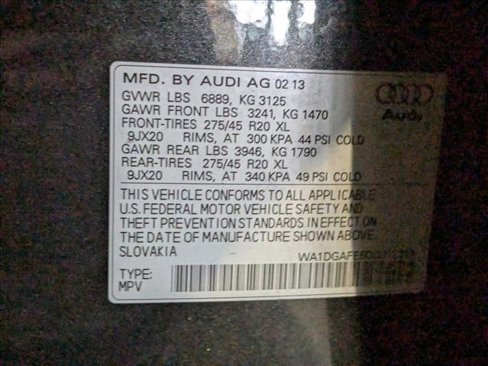 MFD. BY AUDI AG 02 13
GVWR LBS 6889, KG 3125
GAWR FRONT LBS 3241, KG 1470
FRONT-TIRES 275/45 R20 XL
9JX20 RIMS, AT 300 KPA 44 PSI COLD
GAWR REAR LBS 3946, KG 1790
REAR-TIRES 275/45 R20 XL
9JX20 RIMS, AT 340 KPA 49 PSI COLD
Audi
THIS VEHICLE CONFORMS TO ALL APPLICABLE
U.S. FEDERAL MOTOR VEHICLE SAFETY AND
THEFT PREVENTION STANDARDS IN EFFECT ON
THE DATE OF MANUFACTURE SHOWN ABOVE.
SLOVAKIA
TYPE:
MPV